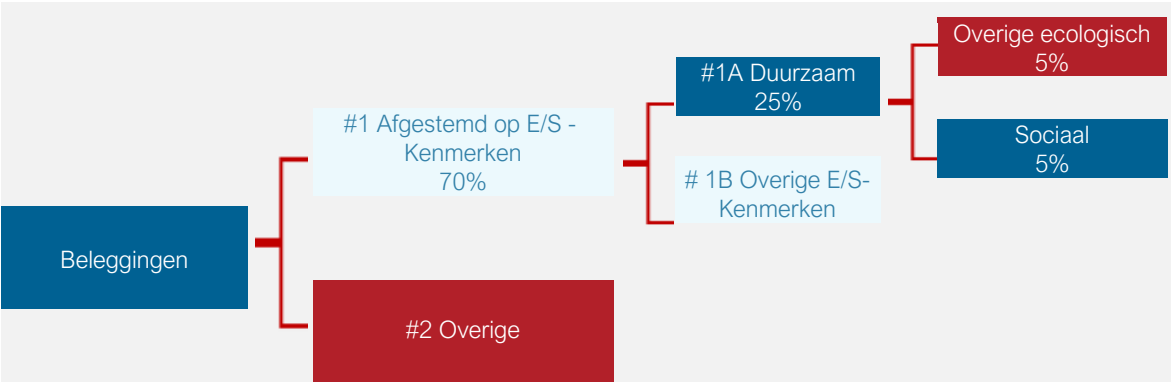 Beleggingen
#1 Afgestemd op E/S -
Kenmerken
70%
#2 Overige
#1A Duurzaam
25%
# 1B Overige E/S-
Kenmerken
Overige ecologisch
5%
Sociaal
5%